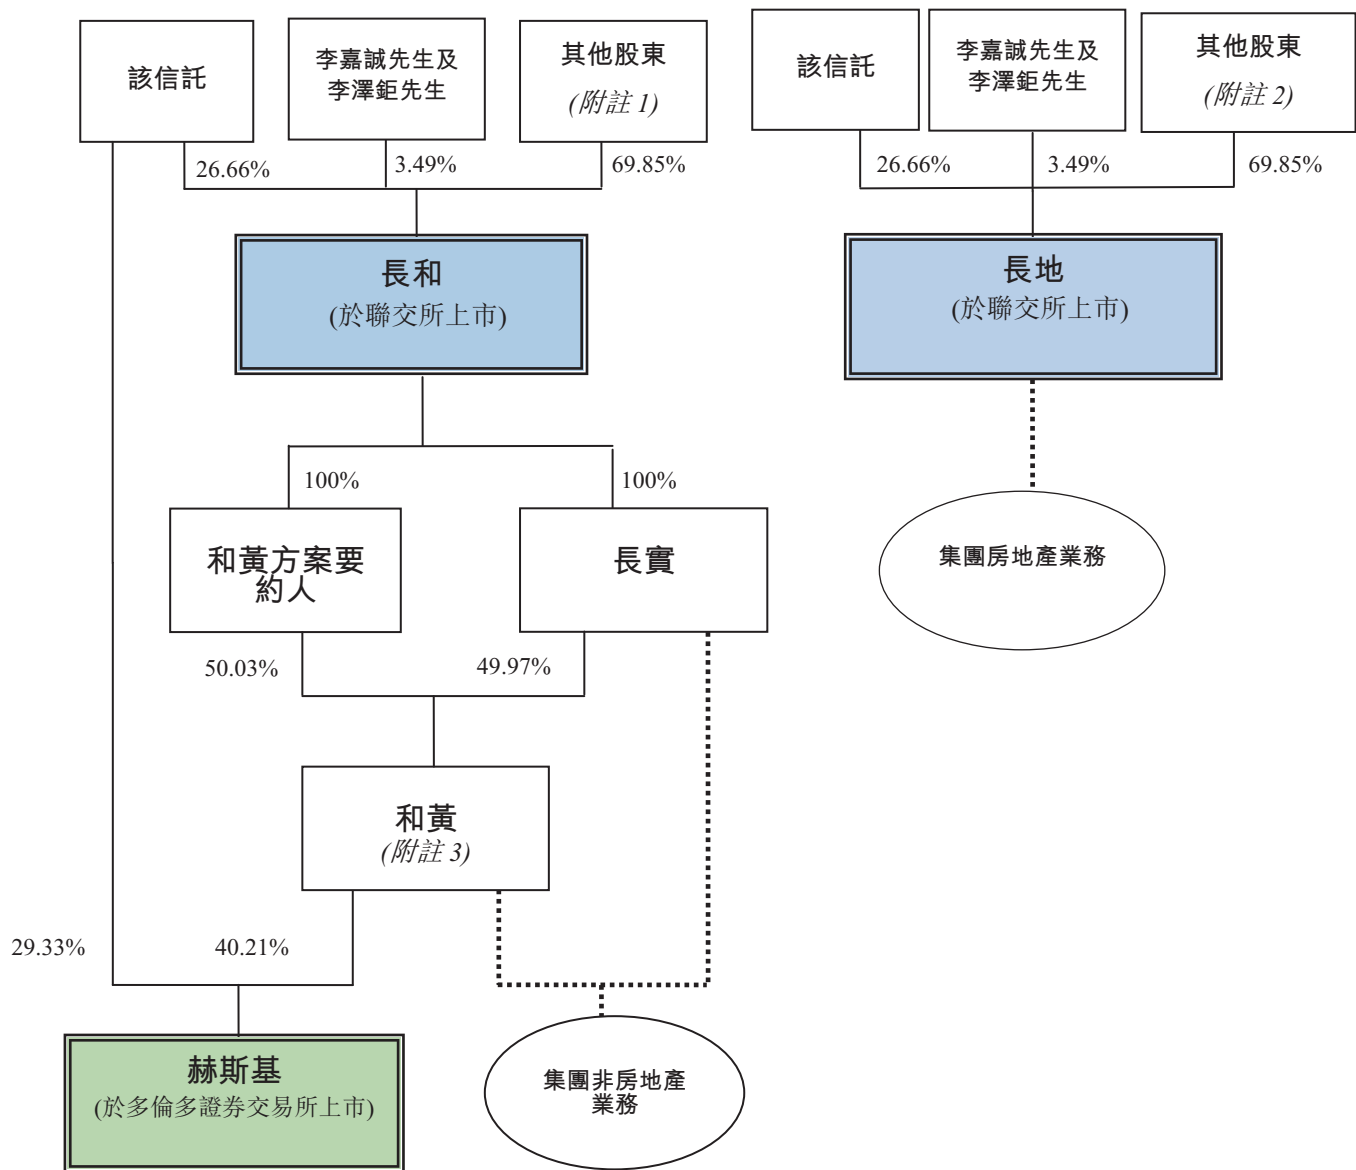 該信託
李嘉誠先生及
李澤鉅先生
其他股東
(附註 1)
該信託
李嘉誠先生及
李澤鉅先生
其他股東
(附註 2)
26.66%
3.49%
69.85%
26.66%
3.49%
69.85%
長和
(於聯交所上市)
長地
(於聯交所上市)
100%
100%
和黃方案要
約人
長實
集團房地產業務
50.03%
49.97%
和黃
(附註 3)
29.33%
40.21%
赫斯基
(於多倫多證券交易所上市)
集團非房地產
業務